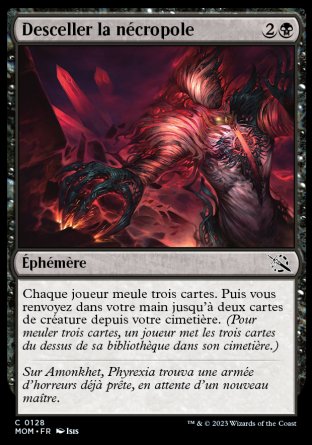 Desceller la nécropole 2
Éphémère
Chaque joueur meule trois cartes. Puis vous
renvoyez dans votre main jusqu'à deux cartes
de créature depuis votre cimetière. (Pour
meuler trois cartes, un joueur met les trois cartes
du dessus de sa bibliothèque dans son cimetière.)
Sur Amonkhet, Phyrexia trouva une armée
d'horreurs déjà prête, en attente d'un nouveau
maître.
C 0128
MOM • FR Isis
™ & © 2023 Wizards of the Coast